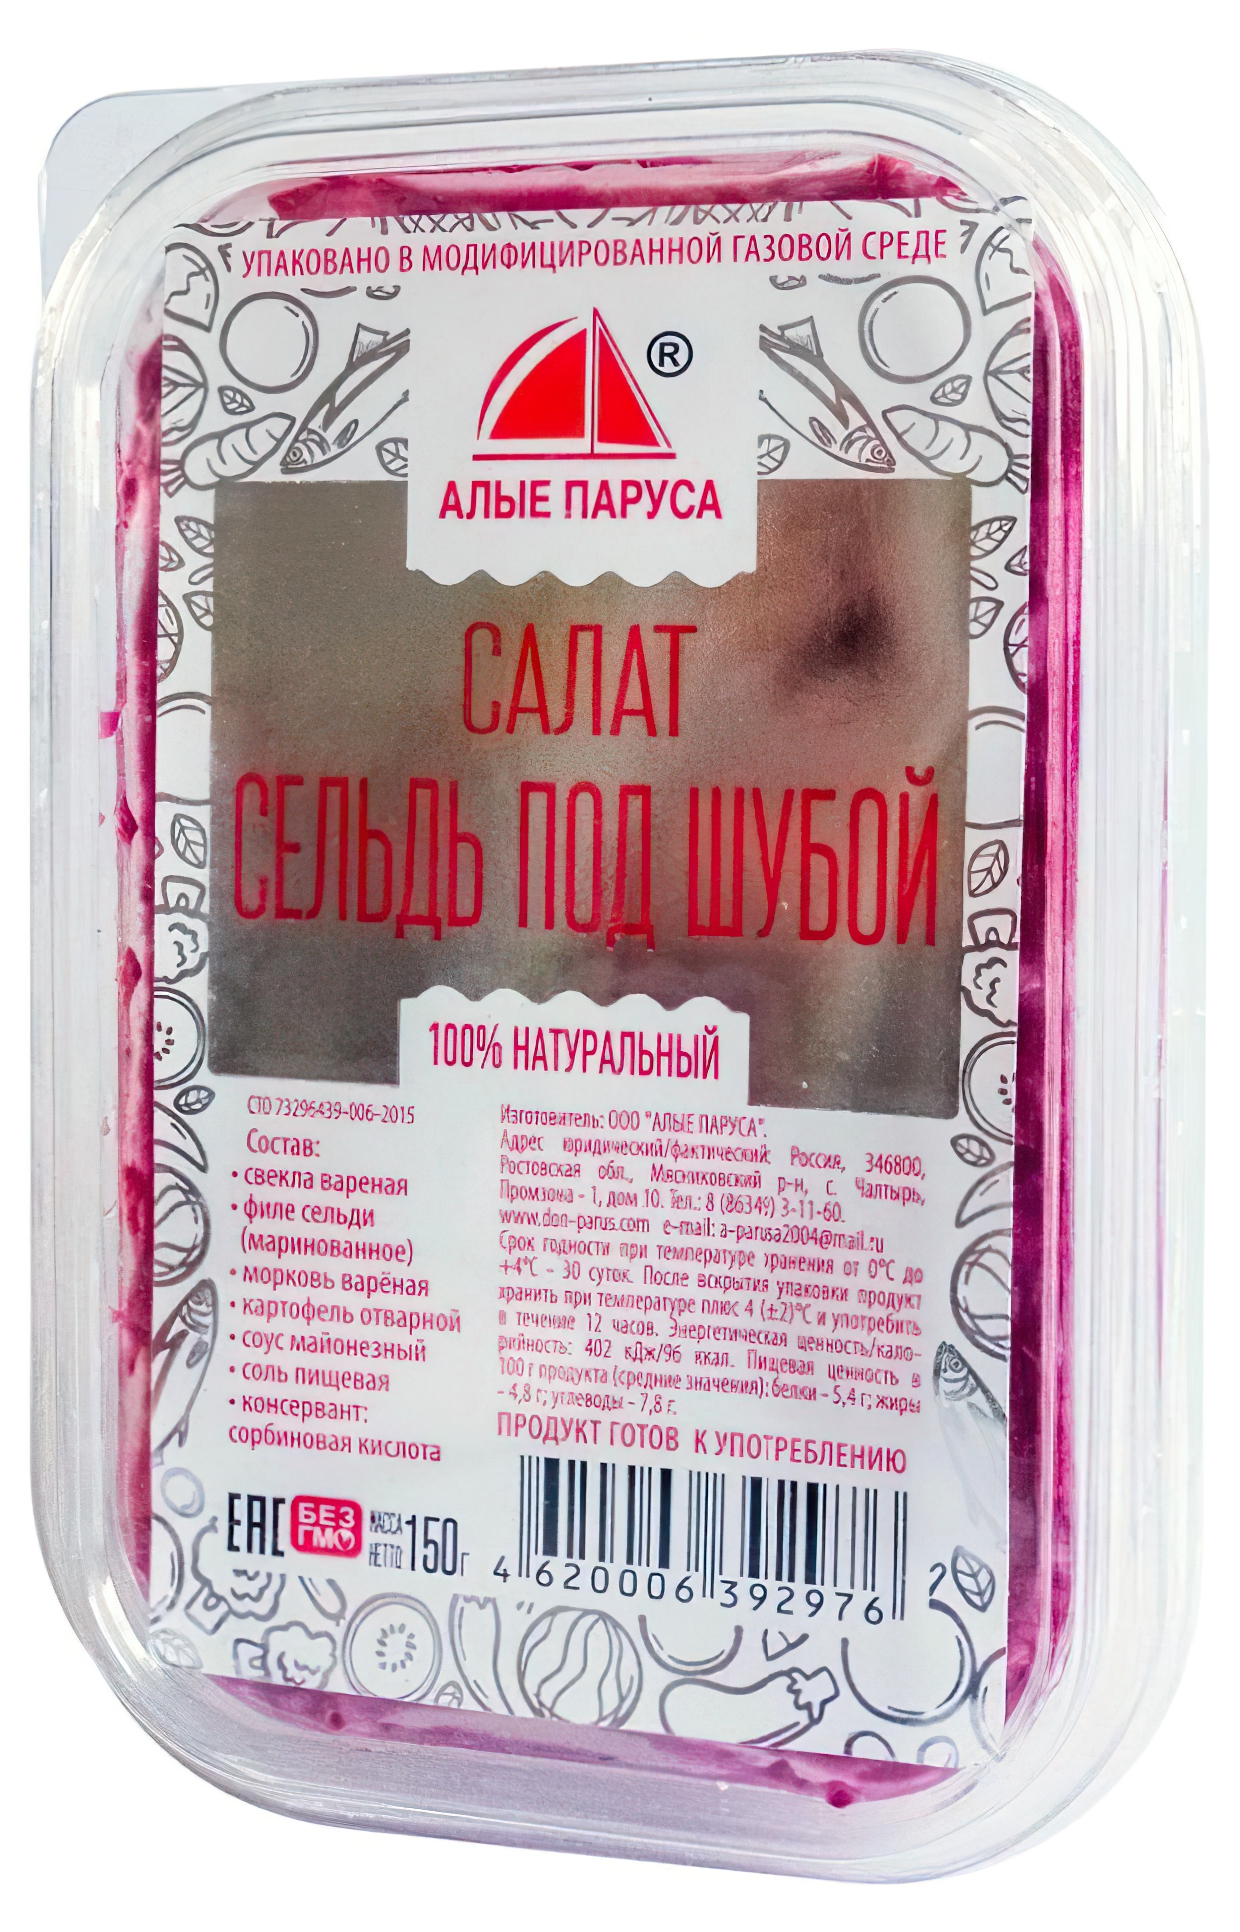 УПАКОВАНО В МОДИФИЦИРОВАННОЙ ГАЗОВОЙ СРЕДЕ
®
АЛЫЕ ПАРУСА
САЛАТ
СЕЛЬДЬ ПОД ШУБОЙ
100% НАТУРАЛЬНЫЙ
СТО 73296439-006-2015
Состав:
• свекла вареная
• филе сельди
(маринованное)
• морковь варёная
• картофель отварной
• соус майонезный
• соль пищевая
• консервант:
сорбиновая кислота
Изготовитель: ООО "АЛЫЕ ПАРУСА".
Адрес юридический/фактический: Россия, 346800,
Ростовская обл., Мясниковский р-н, с. Чалтырь,
Промзона - 1, дом 10. Тел.: 8 (86349) 3-11-60.
www.don-parus.com e-mail: a-parusa2004@mail.ru
Срок годности при температуре хранения от 0°С до
+4°С - 30 суток. После вскрытия упаковки продукт
хранить при температуре плюс 4 (±2)°С и употребить
в течение 12 часов. Энергетическая ценность/кало-
рийность: 402 кДж/96 ккал. Пищевая ценность в
100 г продукта (средние значения): белки - 5,4 г; жиры
- 4,8 г; углеводы - 7,8 г.
ПРОДУКТ ГОТОВ К УПОТРЕБЛЕНИЮ
EAC
БЕЗ
ГМО
МАССА
НЕТТО
150г
4 620006 392976